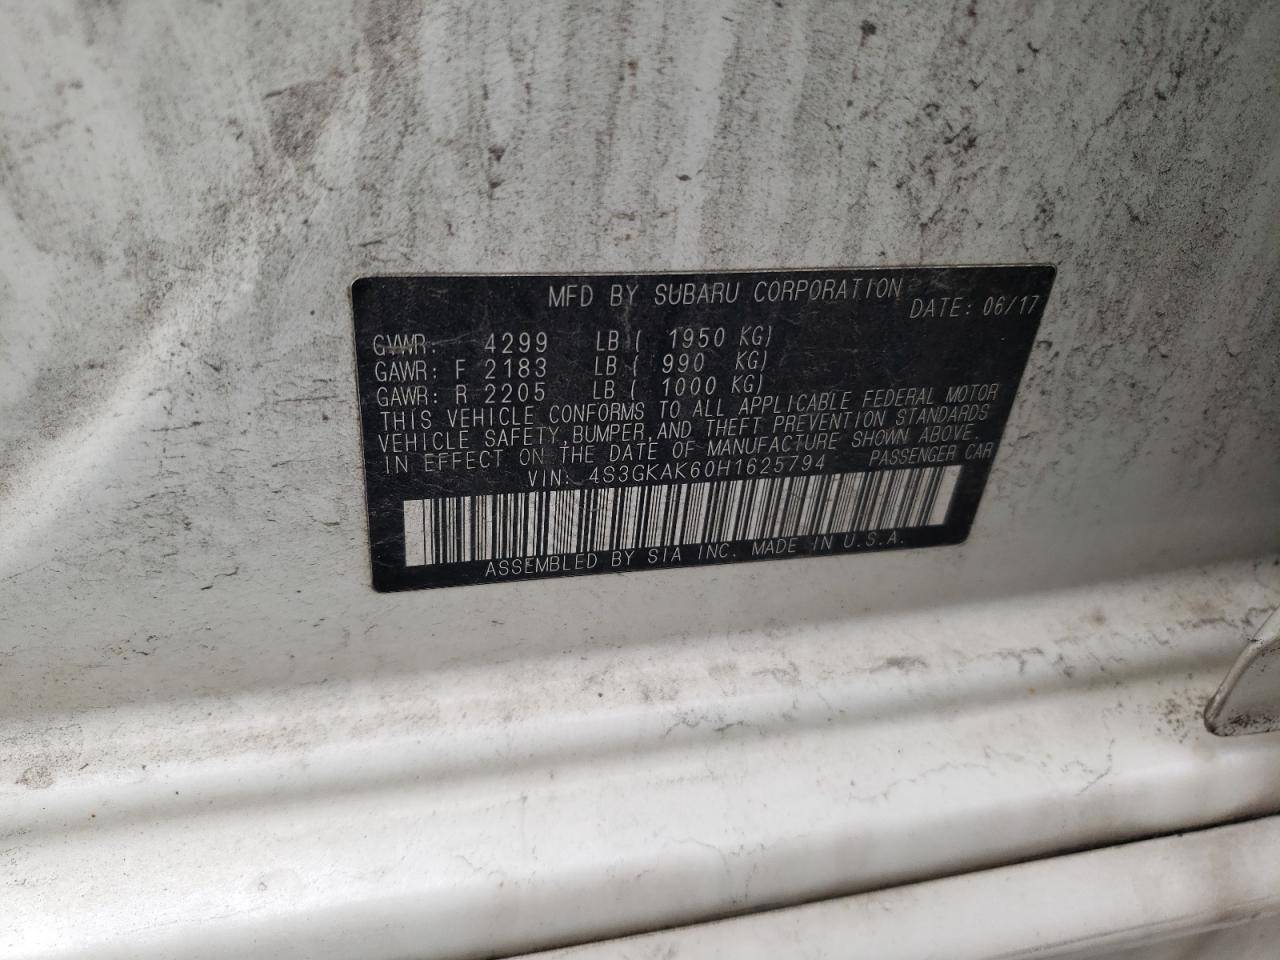 MFD BY SUBARU CORPORATION
DATE: 06/17
GVWR: 4299 LB ( 1950 KG)
GAWR: F 2183 LB ( 990 KG)
GAWR: R 2205 LB ( 1000 KG)
THIS VEHICLE CONFORMS TO ALL APPLICABLE FEDERAL MOTOR
VEHICLE SAFETY, BUMPER, AND THEFT PREVENTION STANDARDS
IN EFFECT ON THE DATE OF MANUFACTURE SHOWN ABOVE.
VIN: 4S3GKAK60H1625794 PASSENGER CAR
ASSEMBLED BY SIA INC. MADE IN U.S.A.